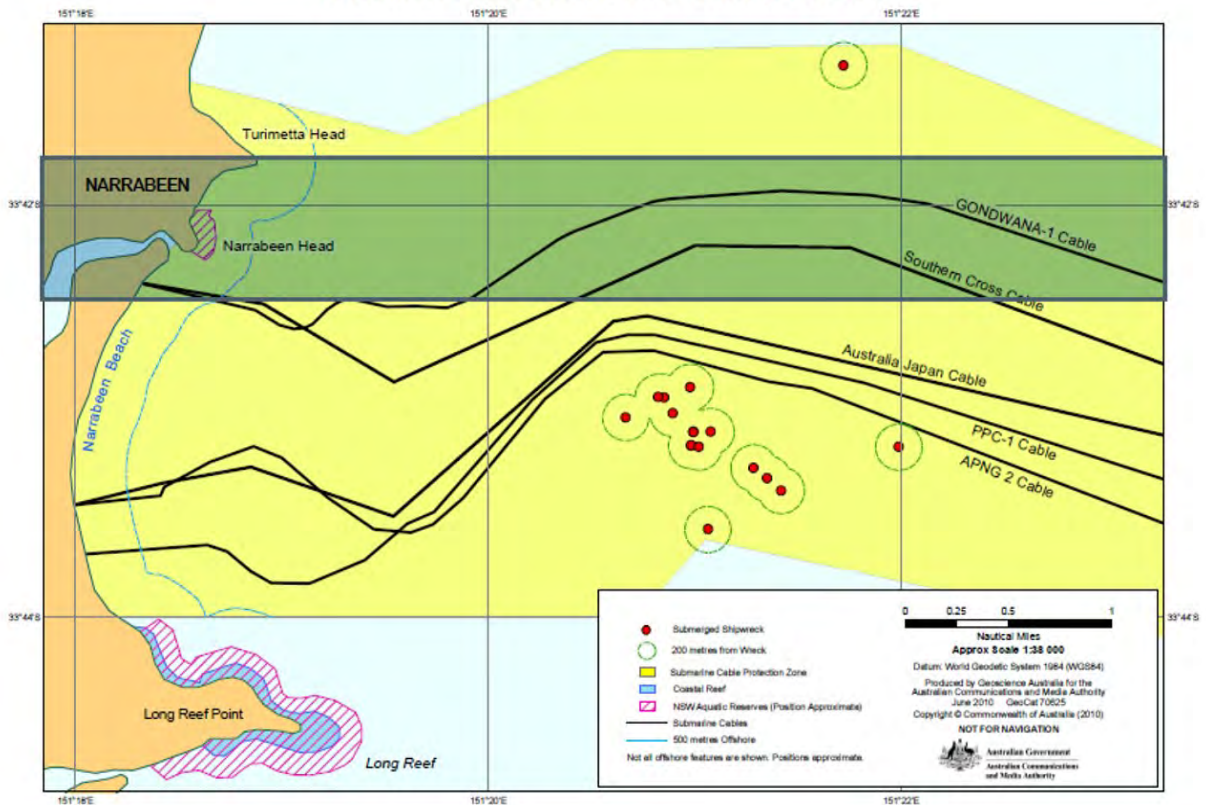 151°18'E
151°20'E
151°22'E
Turimetta Head
NARRABEEN
33°42'S
33°42'S
GONDWANA-1 Cable
Narrabeen Head
Southern Cross Cable
Narrabeen Beach
Australia Japan Cable
PPC-1 Cable
APNG 2 Cable
33°44'S
33°44'S
Long Reef Point
Long Reef
Submerged Shipwreck
200 metres from Wreck
Submarine Cable Protection Zone
Coastal Reef
NSW Aquatic Reserves (Position Approximate)
Submarine Cables
500 metres Offshore
Not all offshore features are shown. Positions approximate.
0 0.25 0.5 1
Nautical Miles
Approx Scale 1:38 000
Datum: World Geodetic System 1984 (WGS84)
Produced by Geoscience Australia for the
Australian Communications and Media Authority
June 2010 GeoCat 70625
Copyright © Commonwealth of Australia (2010)
NOT FOR NAVIGATION
Australian Government
Australian Communications
and Media Authority
151°18'E
151°20'E
151°22'E